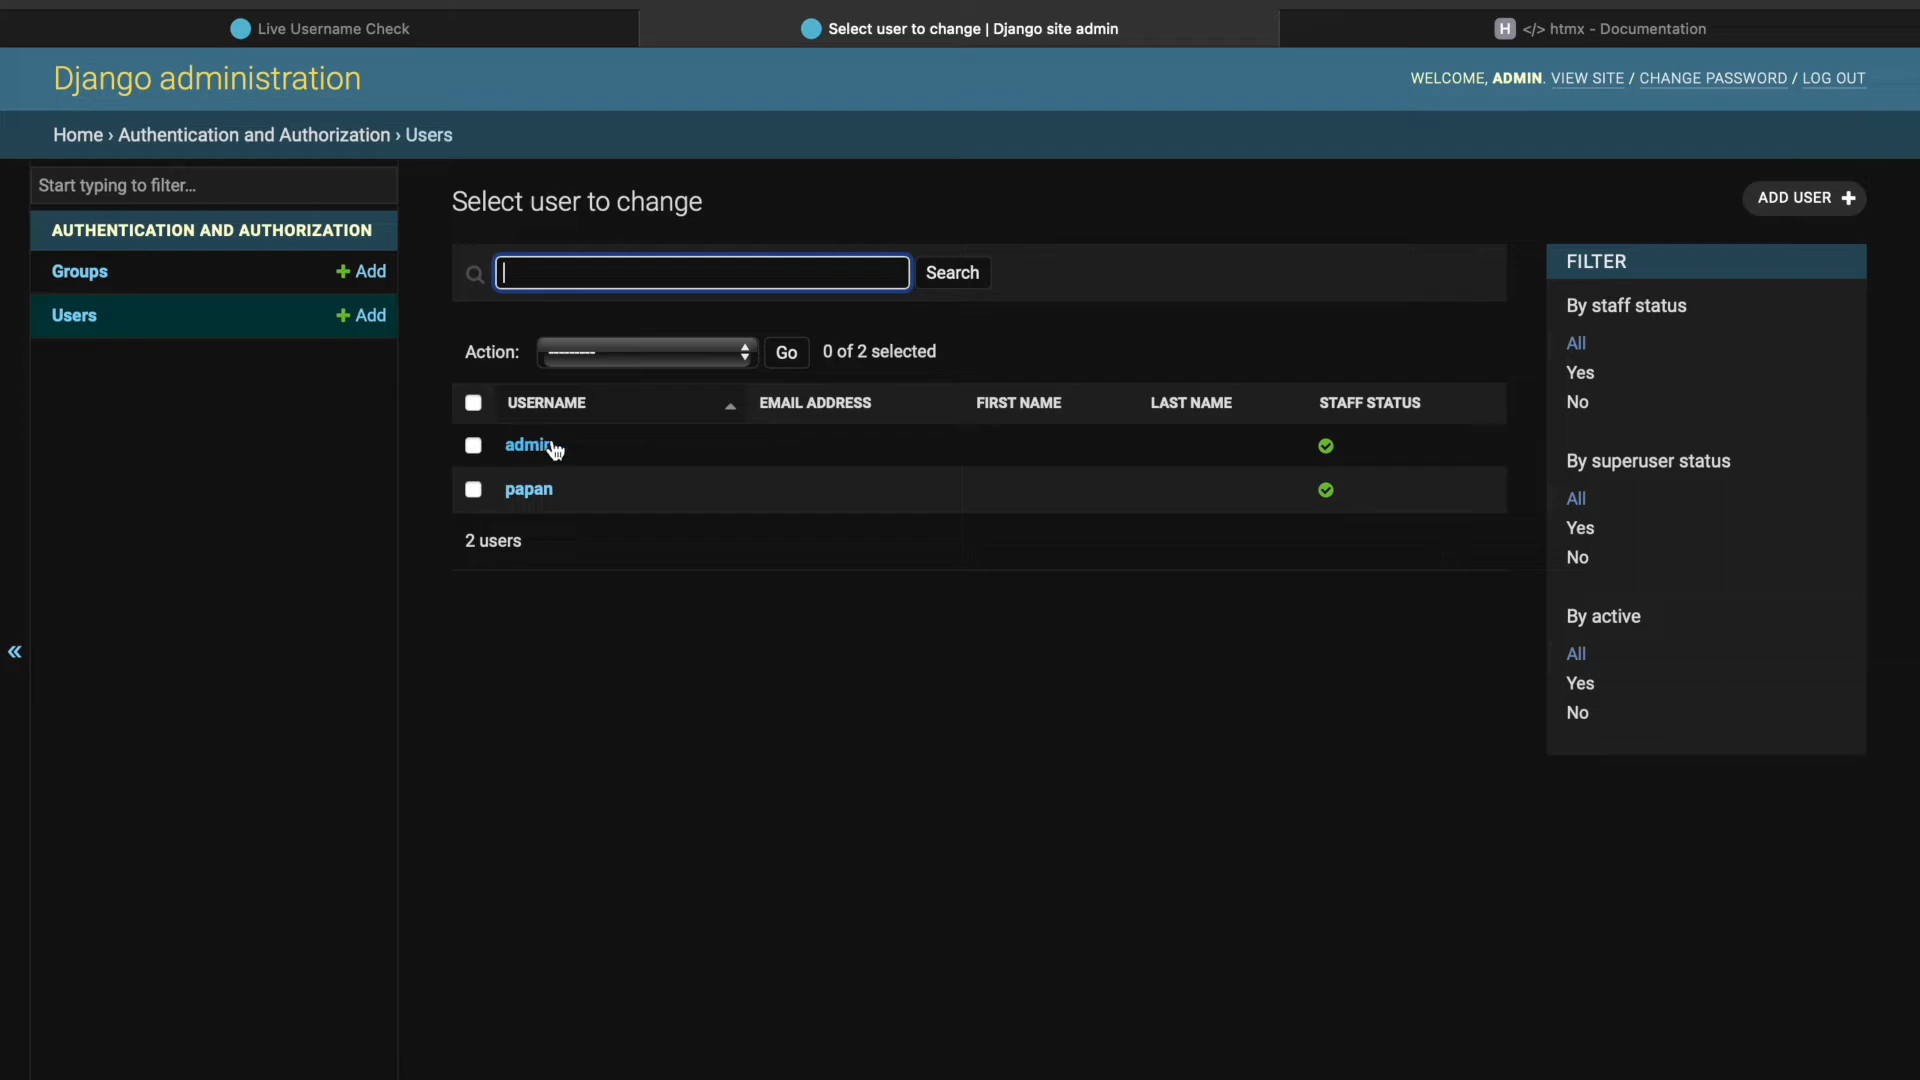 Live Username Check
Select user to change | Django site admin
H </> htmx - Documentation
Django administration
WELCOME, ADMIN. VIEW SITE / CHANGE PASSWORD / LOG OUT
Home › Authentication and Authorization › Users
Start typing to filter...
AUTHENTICATION AND AUTHORIZATION
Groups + Add
Users + Add
«
Select user to change
ADD USER +
Search
Action: --------- Go 0 of 2 selected
USERNAME EMAIL ADDRESS FIRST NAME LAST NAME STAFF STATUS
admin
papan
2 users
FILTER
By staff status
All
Yes
No
By superuser status
All
Yes
No
By active
All
Yes
No